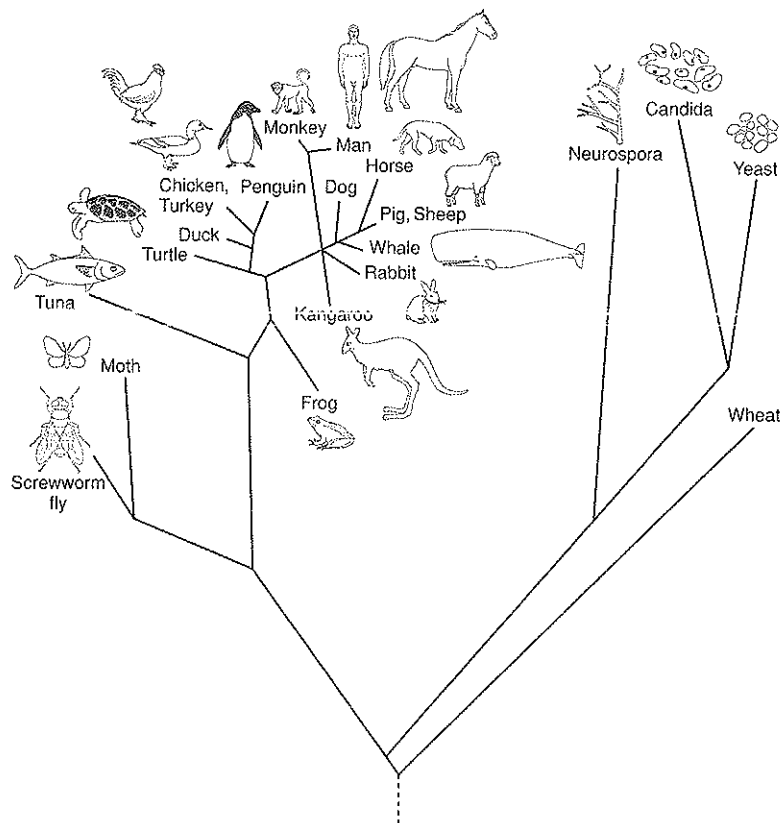 Candida
Monkey
Man
Neurospora
Yeast
Horse
Chicken,
Turkey
Penguin
Dog
Pig, Sheep
Duck
Whale
Turtle
Rabbit
Tuna
Kangaroo
Moth
Frog
Wheat
Screwworm
fly